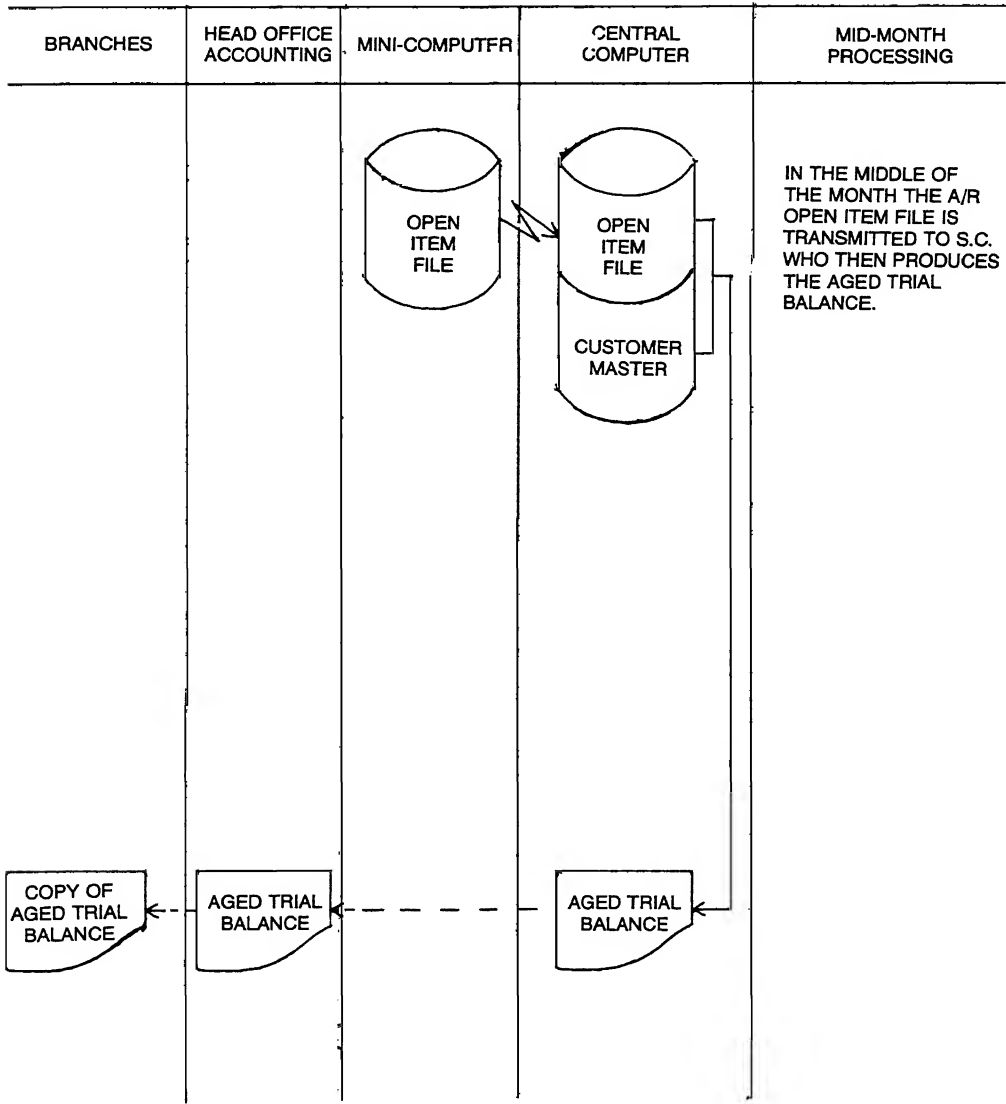 BRANCHES
HEAD OFFICE
ACCOUNTING
MINI-COMPUTER
CENTRAL
COMPUTER
MID-MONTH
PROCESSING
OPEN
ITEM
FILE
OPEN
ITEM
FILE
CUSTOMER
MASTER
IN THE MIDDLE OF
THE MONTH THE A/R
OPEN ITEM FILE IS
TRANSMITTED TO S.C.
WHO THEN PRODUCES
THE AGED TRIAL
BALANCE.
COPY OF
AGED TRIAL
BALANCE
AGED TRIAL
BALANCE
AGED TRIAL
BALANCE